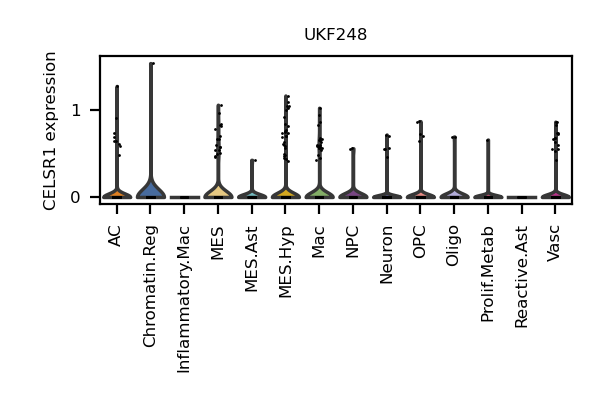 UKF248
CELSR1 expression
1
0
AC
Chromatin.Reg
Inflammatory.Mac
MES
MES.Ast
MES.Hyp
Mac
NPC
Neuron
OPC
Oligo
Prolif.Metab
Reactive.Ast
Vasc